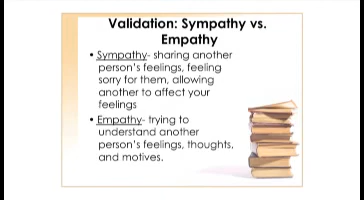 Validation: Sympathy vs.
Empathy
• Sympathy- sharing another
person's feelings, feeling
sorry for them, allowing
another to affect your
feelings
• Empathy- trying to
understand another
person's feelings, thoughts,
and motives.